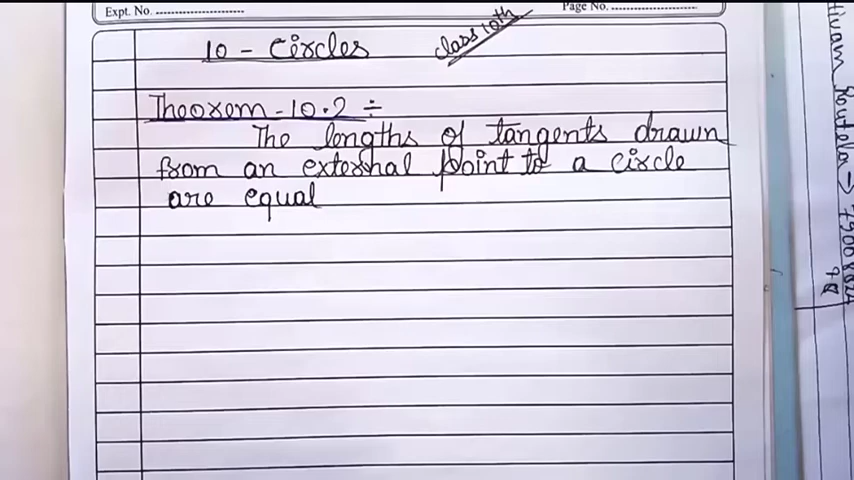 Expt. No.
Page No.
10 - Circles
class 10th
Theorem - 10.2 ÷
The lengths of tangents drawn
from an external point to a circle
are equal